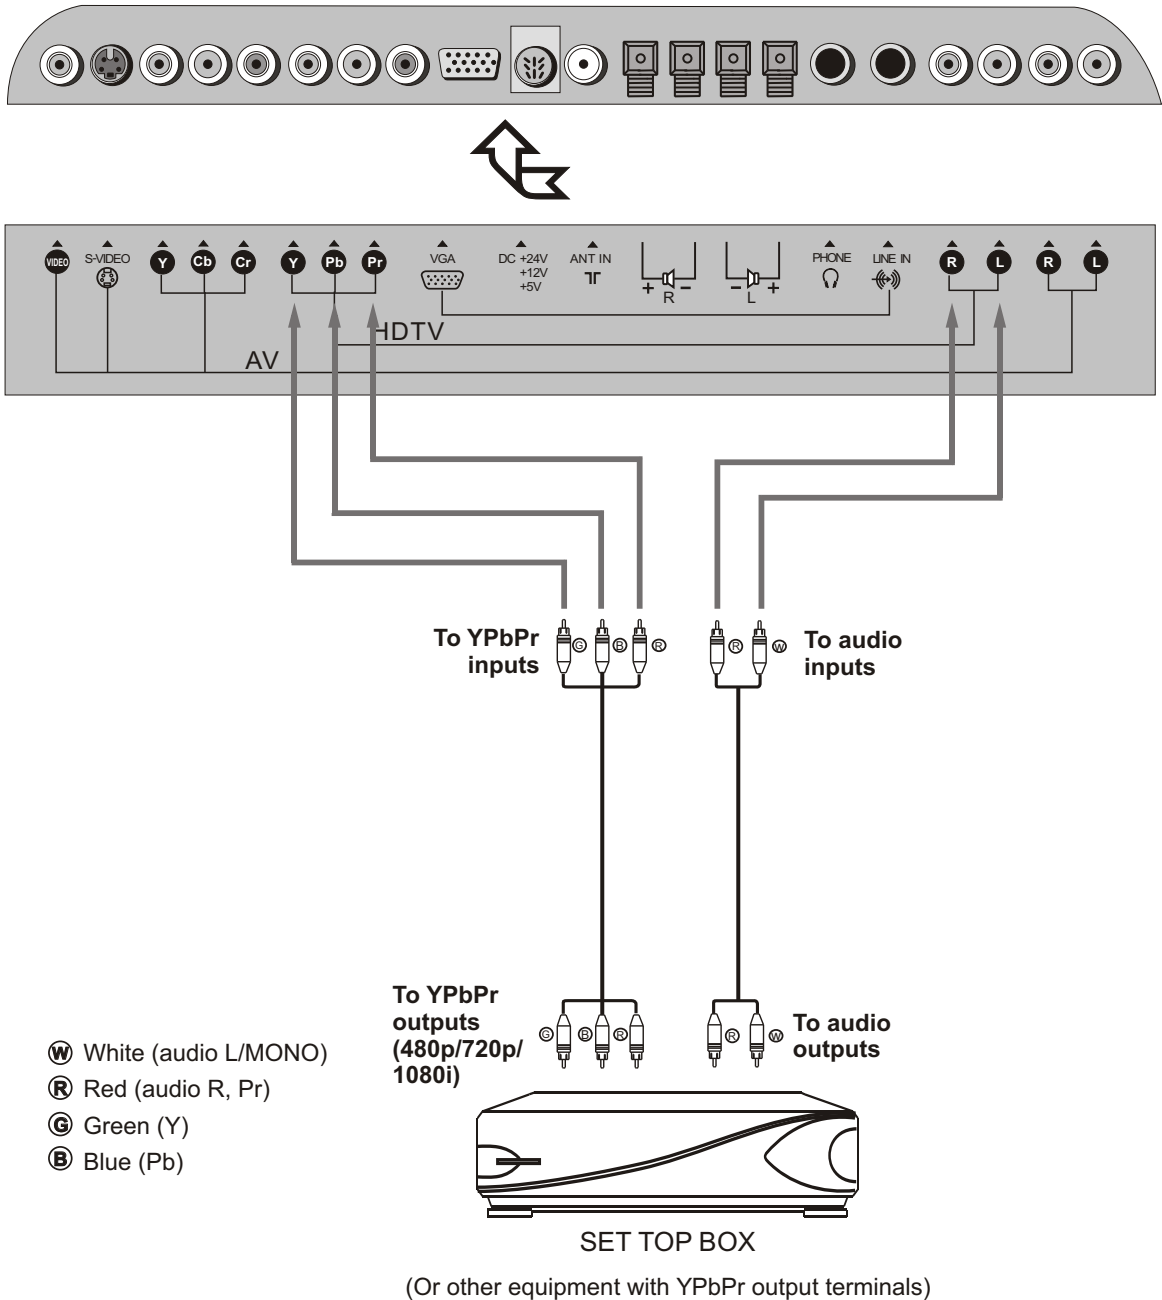 VIDEO S-VIDEO Y Cb Cr Y Pb Pr VGA DC +24V ANT IN PHONE LINE IN R L R L
+12V
+5V
+ R - - L +
HDTV
AV
To YPbPr
inputs
G B R R W
To audio
inputs
To YPbPr
outputs
(480p/720p/
1080i)
G B R R W
To audio
outputs
W White (audio L/MONO)
R Red (audio R, Pr)
G Green (Y)
B Blue (Pb)
SET TOP BOX
(Or other equipment with YPbPr output terminals)